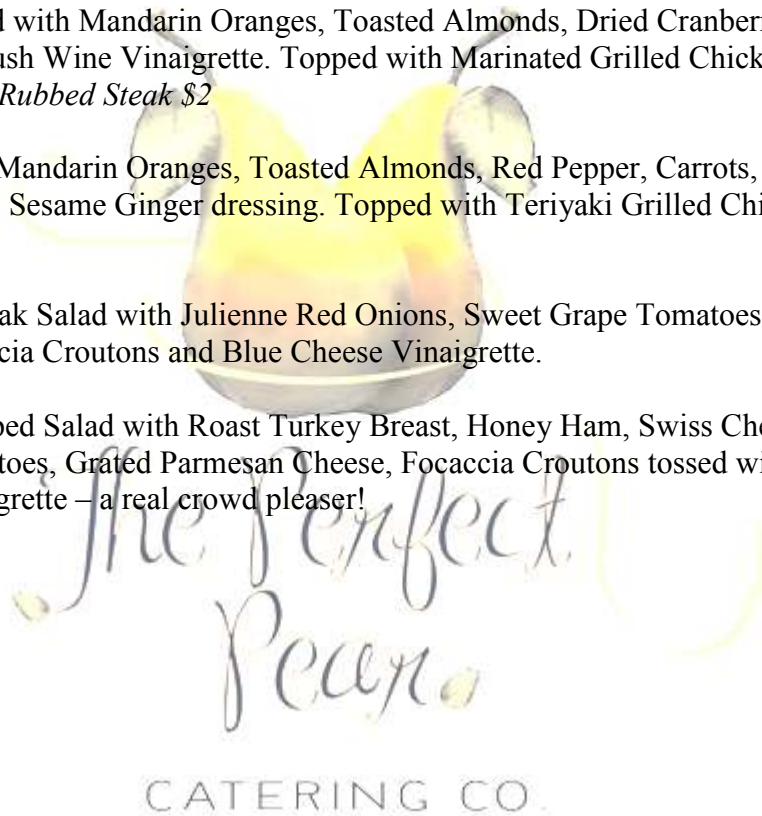 d with Mandarin Oranges, Toasted Almonds, Dried Cranber
ush Wine Vinaigrette. Topped with Marinated Grilled Chick
Rubbed Steak $2
Mandarin Oranges, Toasted Almonds, Red Pepper, Carrots,
Sesame Ginger dressing. Topped with Teriyaki Grilled Chi
ak Salad with Julienne Red Onions, Sweet Grape Tomatoes
cia Croutons and Blue Cheese Vinaigrette.
ped Salad with Roast Turkey Breast, Honey Ham, Swiss Che
toes, Grated Parmesan Cheese, Focaccia Croutons tossed wi
grette – a real crowd pleaser!
The Perfect
Pear
CATERING CO.